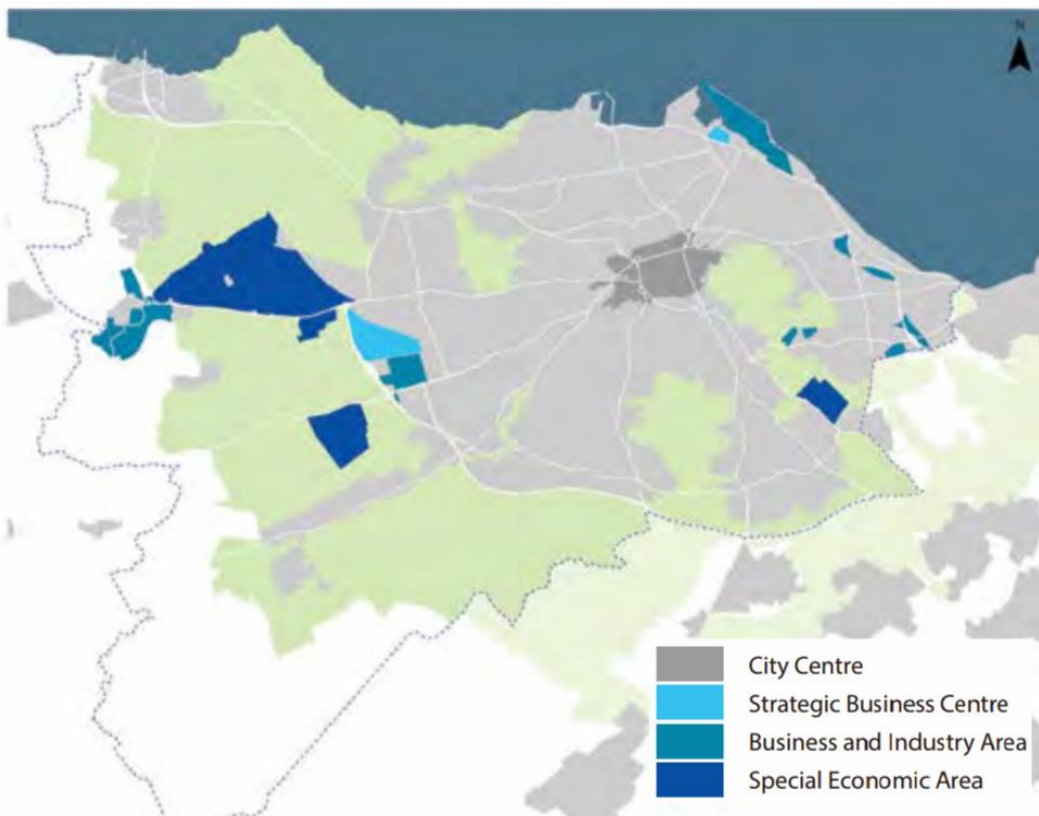 N
City Centre
Strategic Business Centre
Business and Industry Area
Special Economic Area